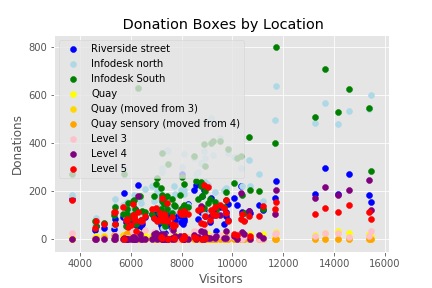 Donation Boxes by Location
800
600
400
200
0
Donations
Riverside street
Infodesk north
Infodesk South
Quay
Quay (moved from 3)
Quay sensory (moved from 4)
Level 3
Level 4
Level 5
4000 6000 8000 10000 12000 14000 16000
Visitors